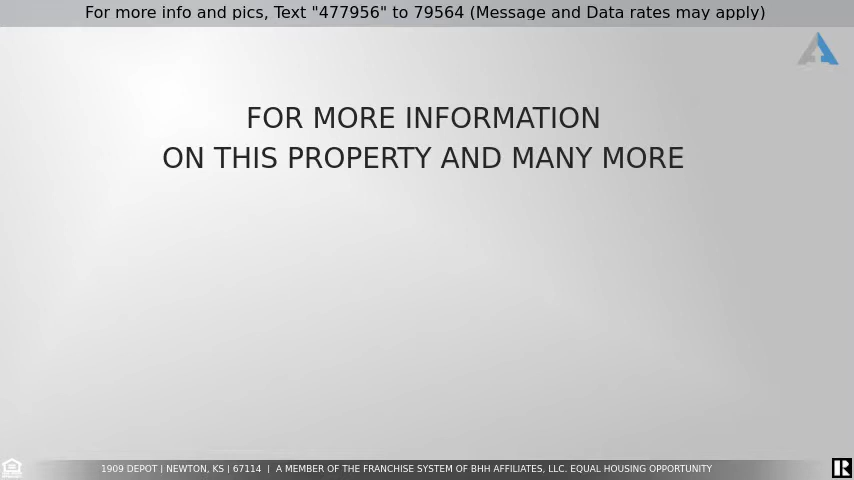 For more info and pics, Text "477956" to 79564 (Message and Data rates may apply)
FOR MORE INFORMATION
ON THIS PROPERTY AND MANY MORE
1909 DEPOT | NEWTON, KS | 67114 | A MEMBER OF THE FRANCHISE SYSTEM OF BHH AFFILIATES, LLC. EQUAL HOUSING OPPORTUNITY